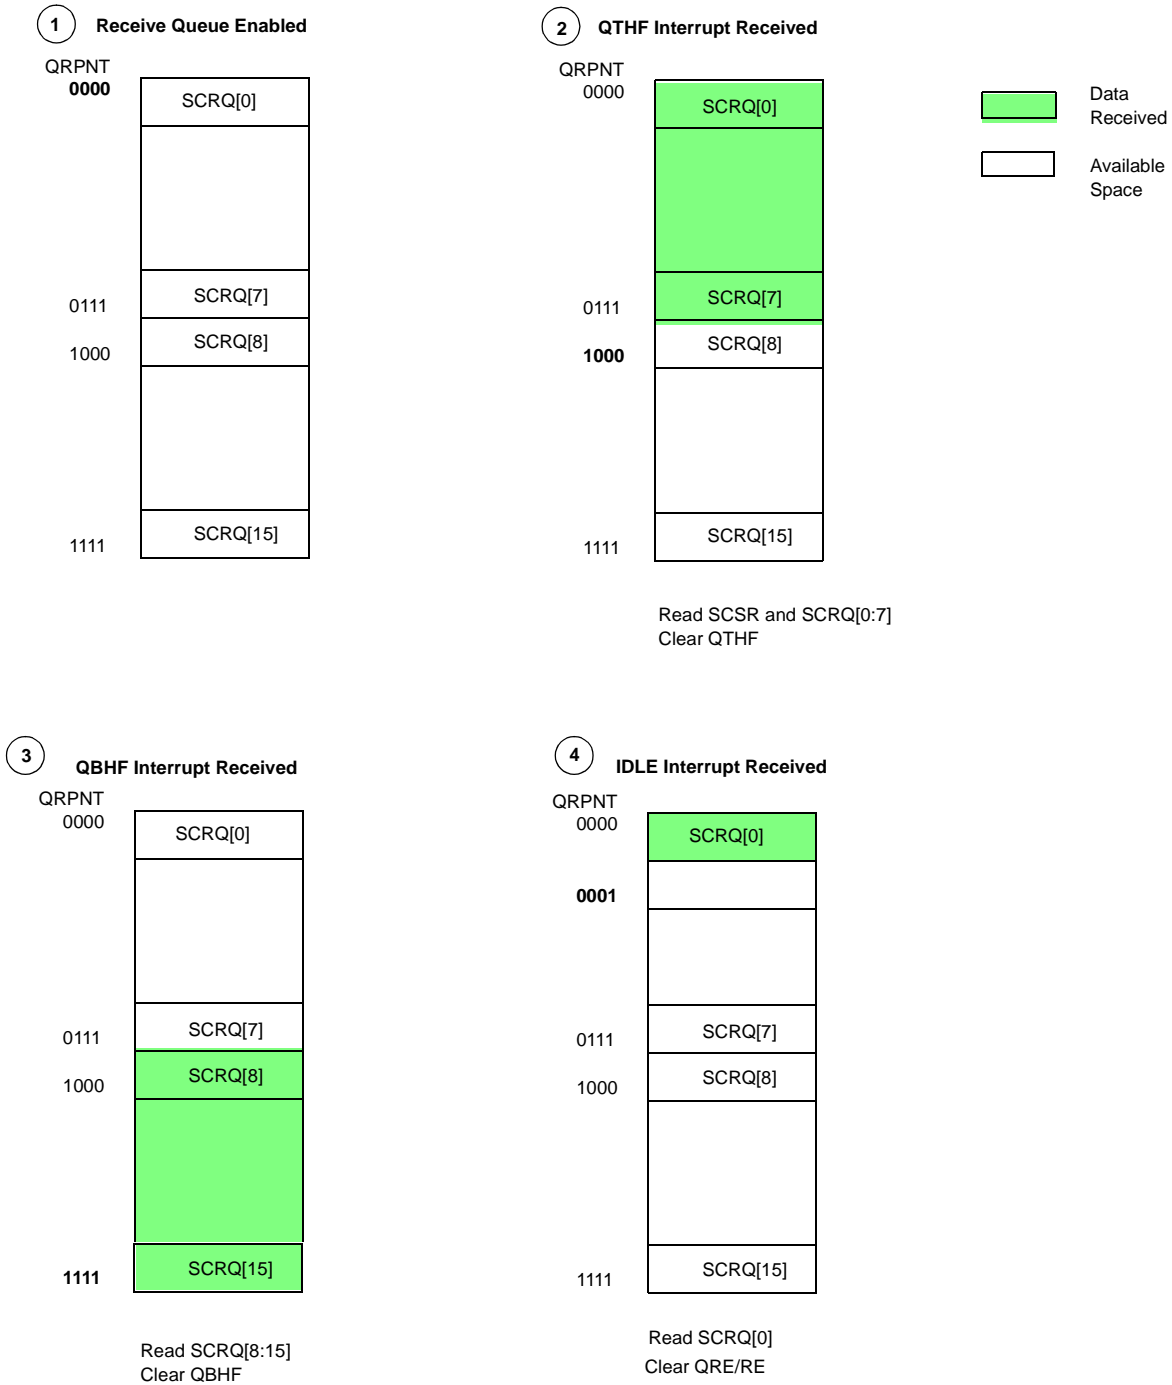 1 Receive Queue Enabled
QRPNT
0000
SCRQ[0]
0111
SCRQ[7]
1000
SCRQ[8]
1111
SCRQ[15]
2 QTHF Interrupt Received
QRPNT
0000
SCRQ[0]
0111
SCRQ[7]
1000
SCRQ[8]
1111
SCRQ[15]
Read SCSR and SCRQ[0:7]
Clear QTHF
Data
Received
Available
Space
3 QBHF Interrupt Received
QRPNT
0000
SCRQ[0]
0111
SCRQ[7]
1000
SCRQ[8]
1111
SCRQ[15]
Read SCRQ[8:15]
Clear QBHF
4 IDLE Interrupt Received
QRPNT
0000
SCRQ[0]
0001
0111
SCRQ[7]
1000
SCRQ[8]
1111
SCRQ[15]
Read SCRQ[0]
Clear QRE/RE